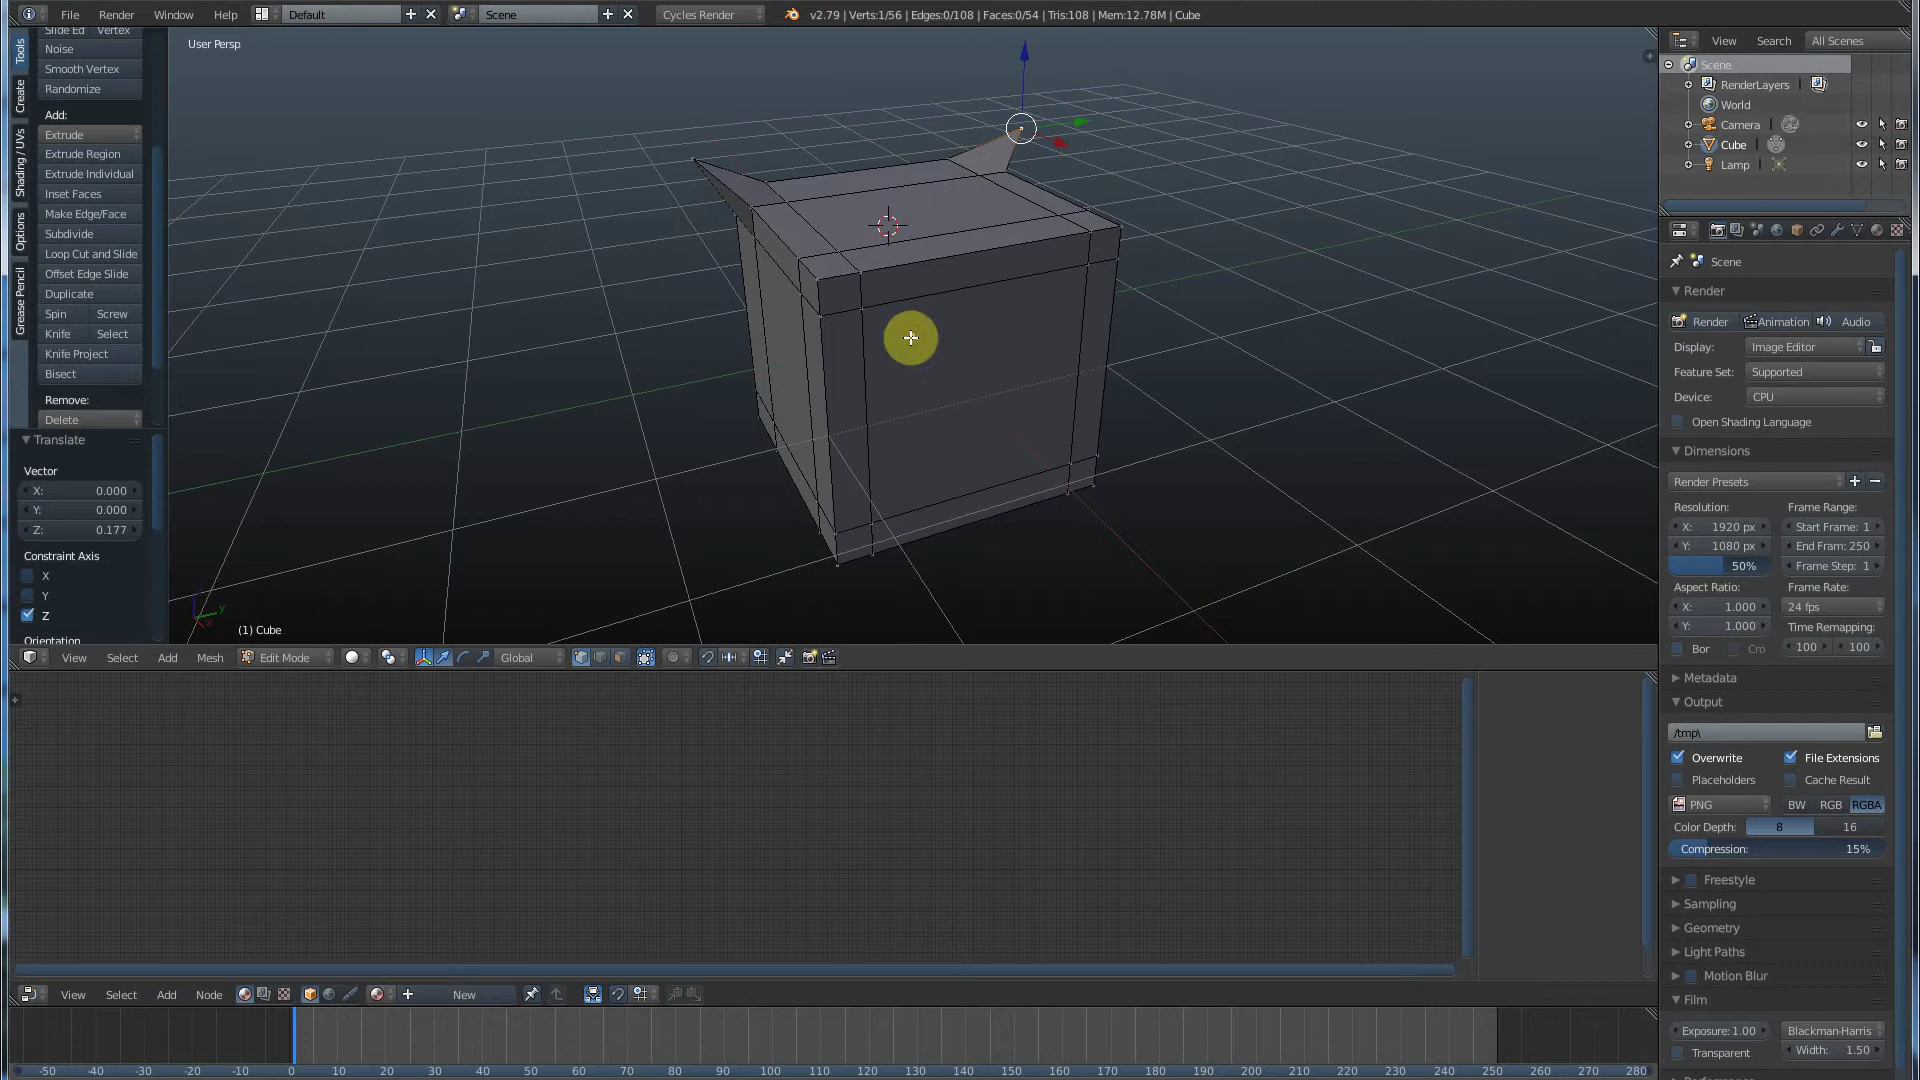 File Render Window Help Default Scene Cycles Render v2.79 | Verts:1/56 | Edges:0/108 | Faces:0/54 | Tris:108 | Mem:12.78M | Cube
Tools
Create
Shading / UVs
Options
Grease Pencil
Slide Ed Vertex
Noise
Smooth Vertex
Randomize
Add:
Extrude
Extrude Region
Extrude Individual
Inset Faces
Make Edge/Face
Subdivide
Loop Cut and Slide
Offset Edge Slide
Duplicate
Spin Screw
Knife Select
Knife Project
Bisect
Remove:
Delete
Translate
Vector
X: 0.000
Y: 0.000
Z: 0.177
Constraint Axis
X
Y
Z
Orientation
User Persp
(1) Cube
View Select Add Mesh Edit Mode Global
View Select Add Node New
-50 -40 -30 -20 -10 0 10 20 30 40 50 60 70 80 90 100 110 120 130 140 150 160 170 180 190 200 210 220 230 240 250 260 270 280
View Search All Scenes
Scene
RenderLayers
World
Camera
Cube
Lamp
Scene
Render
Render Animation Audio
Display: Image Editor
Feature Set: Supported
Device: CPU
Open Shading Language
Dimensions
Render Presets
Resolution: Frame Range:
X: 1920 px Start Frame: 1
Y: 1080 px End Fram: 250
50% Frame Step: 1
Aspect Ratio: Frame Rate:
X: 1.000 24 fps
Y: 1.000 Time Remapping:
Bor Cro 100 100
Metadata
Output
/tmp\
Overwrite File Extensions
Placeholders Cache Result
PNG BW RGB RGBA
Color Depth: 8 16
Compression: 15%
Freestyle
Sampling
Geometry
Light Paths
Motion Blur
Film
Exposure: 1.00 Blackman-Harris
Transparent Width: 1.50